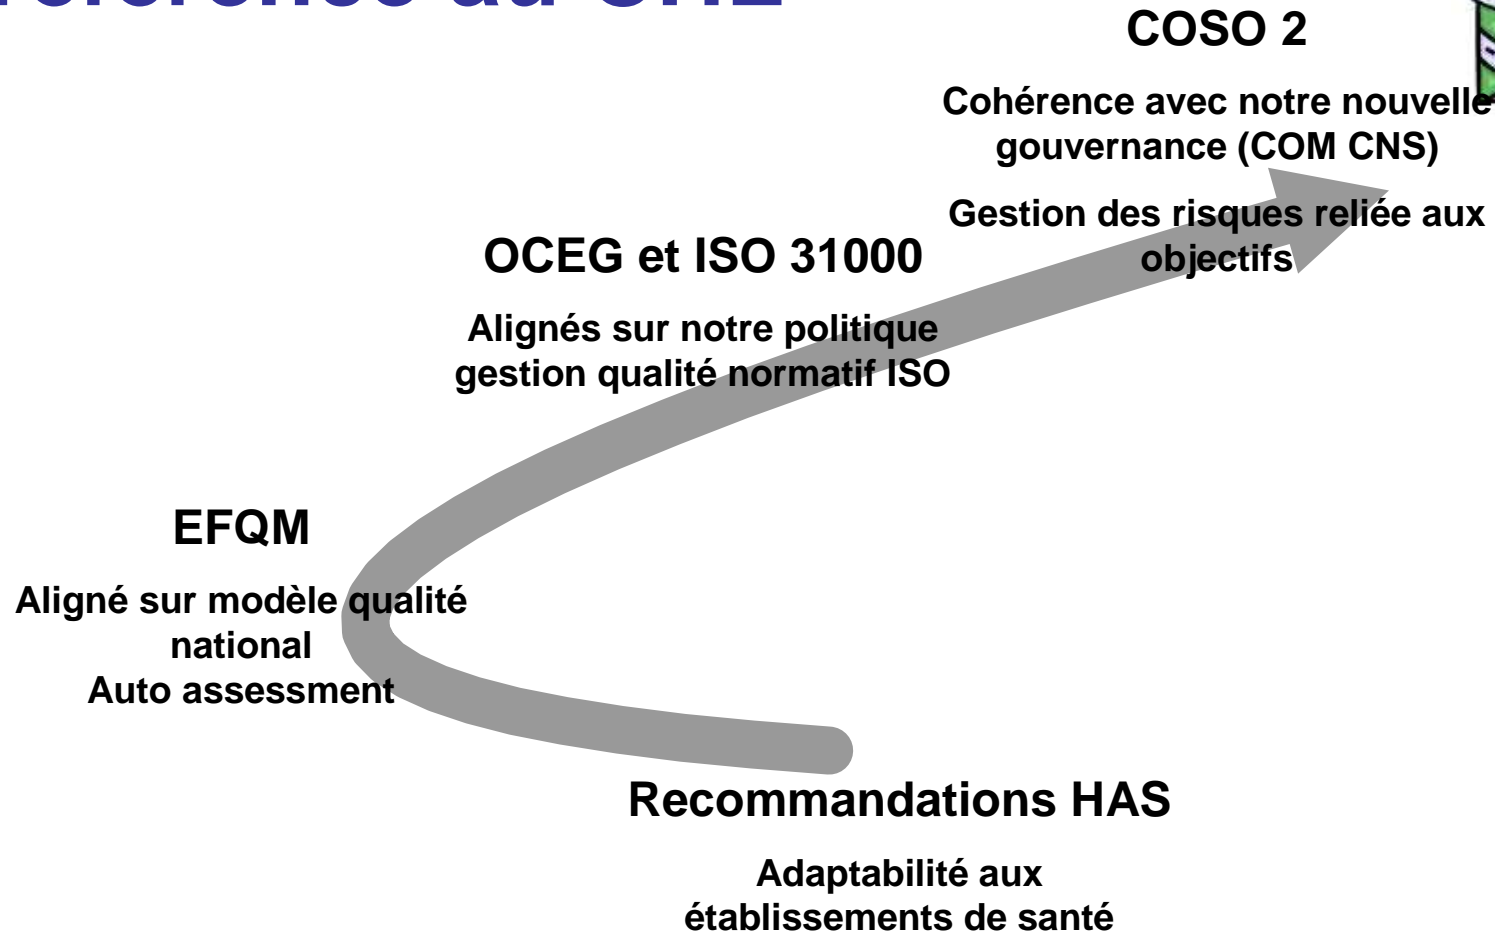 référence au
COSO 2
Cohérence avec notre nouvelle
gouvernance (COM CNS)
Gestion des risques reliée aux
objectifs
OCEG et ISO 31000
Alignés sur notre politique
gestion qualité normatif ISO
EFQM
Aligné sur modèle qualité
national
Auto assessment
Recommandations HAS
Adaptabilité aux
établissements de santé